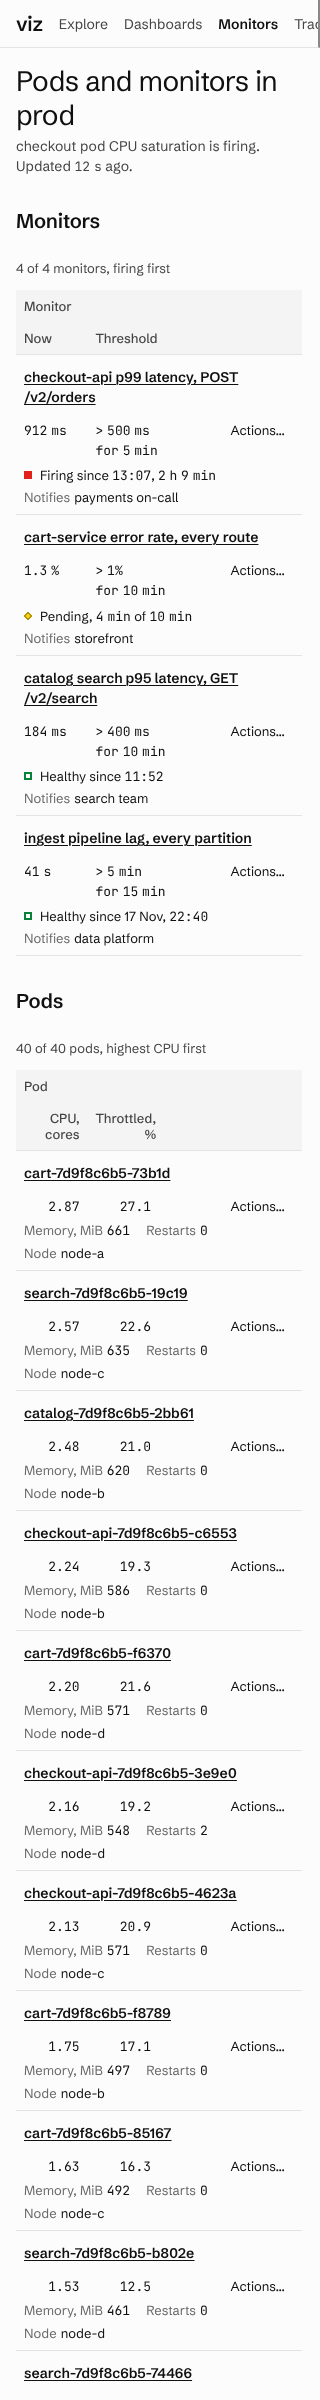 viz Explore Dashboards Monitors
Pods and monitors in
prod
checkout pod CPU saturation is firing.
Updated 12 s ago.
Monitors
4 of 4 monitors, firing first
Monitor
Now Threshold
checkout-api p99 latency, POST
/v2/orders
912 ms > 500 ms Actions…
for 5 min
Firing since 13:07, 2 h 9 min
Notifies payments on-call
cart-service error rate, every route
1.3 % > 1% Actions…
for 10 min
Pending, 4 min of 10 min
Notifies storefront
catalog search p95 latency, GET
/v2/search
184 ms > 400 ms Actions…
for 10 min
Healthy since 11:52
Notifies search team
ingest pipeline lag, every partition
41 s > 5 min Actions…
for 15 min
Healthy since 17 Nov, 22:40
Notifies data platform
Pods
40 of 40 pods, highest CPU first
Pod
CPU, Throttled,
cores %
cart-7d9f8c6b5-73b1d
2.87 27.1 Actions…
Memory, MiB 661 Restarts 0
Node node-a
search-7d9f8c6b5-19c19
2.57 22.6 Actions…
Memory, MiB 635 Restarts 0
Node node-c
catalog-7d9f8c6b5-2bb61
2.48 21.0 Actions…
Memory, MiB 620 Restarts 0
Node node-b
checkout-api-7d9f8c6b5-c6553
2.24 19.3 Actions…
Memory, MiB 586 Restarts 0
Node node-b
cart-7d9f8c6b5-f6370
2.20 21.6 Actions…
Memory, MiB 571 Restarts 0
Node node-d
checkout-api-7d9f8c6b5-3e9e0
2.16 19.2 Actions…
Memory, MiB 548 Restarts 2
Node node-d
checkout-api-7d9f8c6b5-4623a
2.13 20.9 Actions…
Memory, MiB 571 Restarts 0
Node node-c
cart-7d9f8c6b5-f8789
1.75 17.1 Actions…
Memory, MiB 497 Restarts 0
Node node-b
cart-7d9f8c6b5-85167
1.63 16.3 Actions…
Memory, MiB 492 Restarts 0
Node node-c
search-7d9f8c6b5-b802e
1.53 12.5 Actions…
Memory, MiB 461 Restarts 0
Node node-d
search-7d9f8c6b5-74466